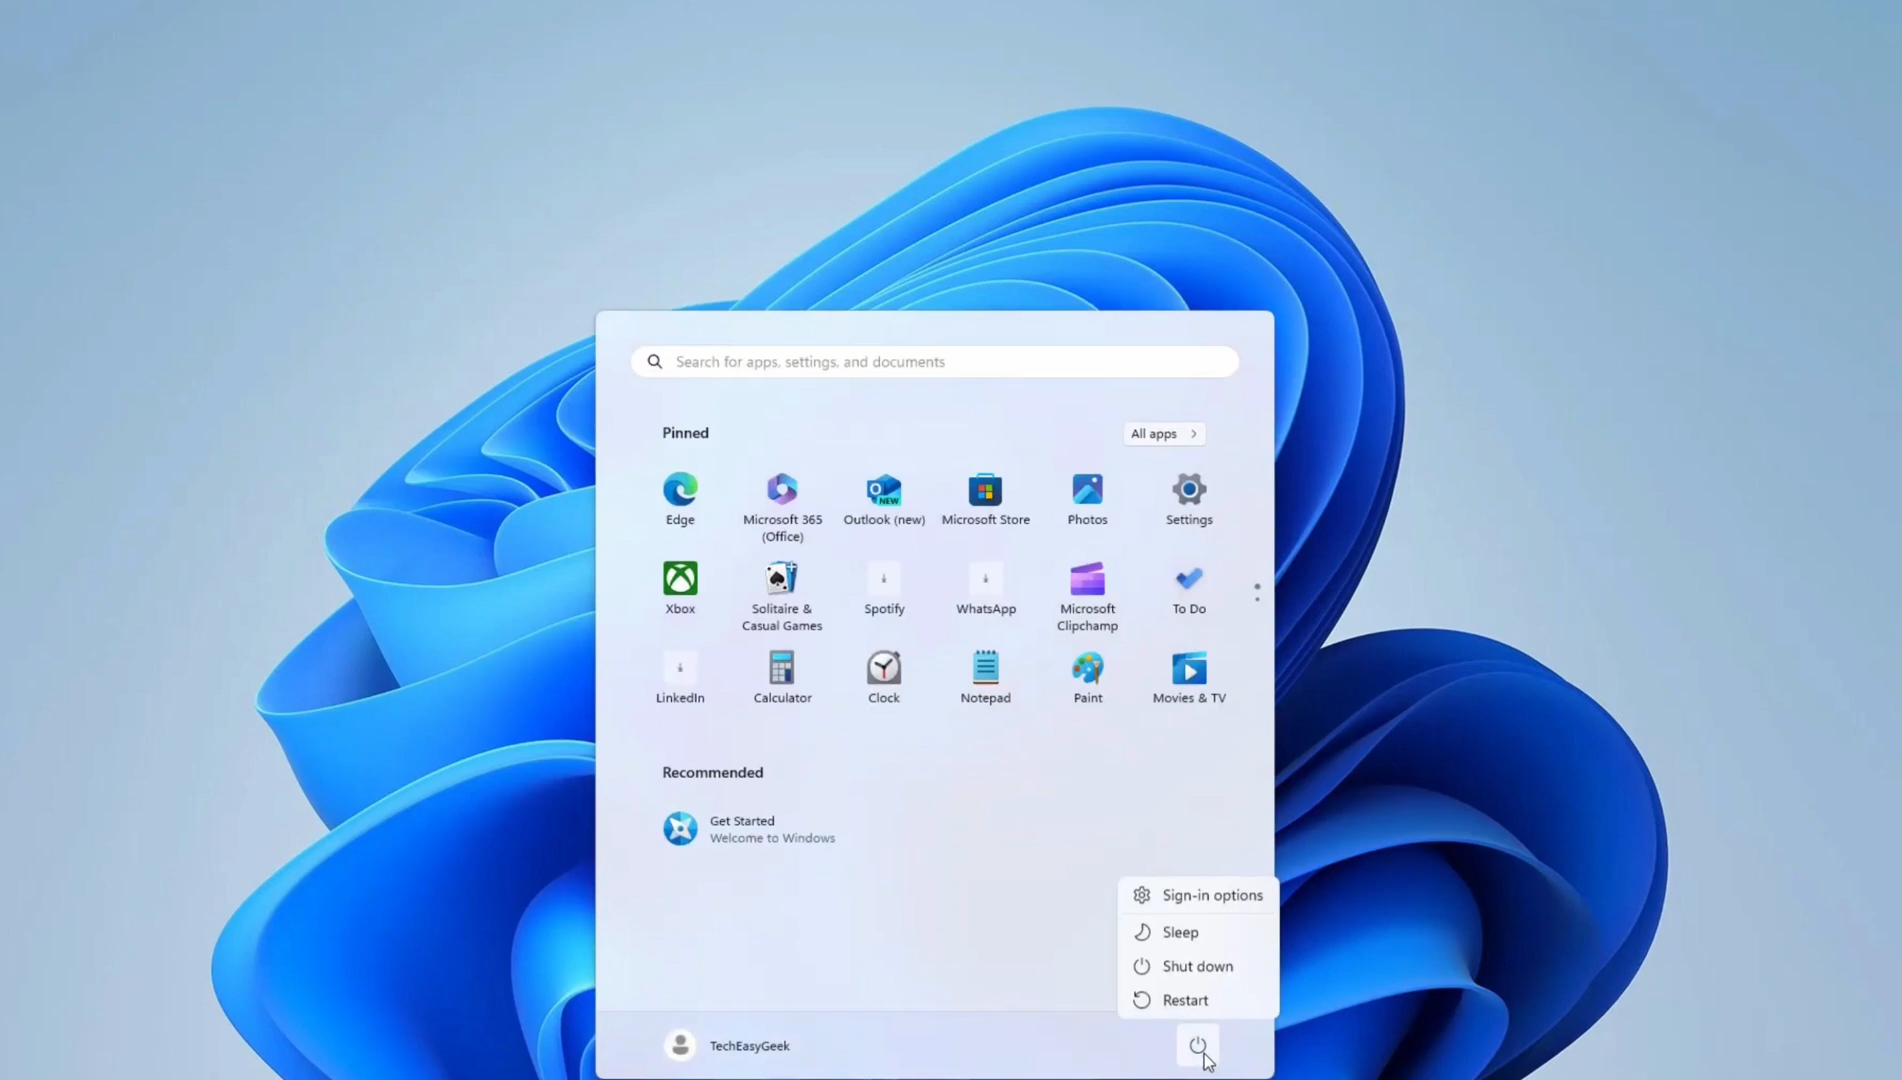 Search for apps, settings, and documents
Pinned
All apps
Edge
Microsoft 365
(Office)
Outlook (new)
Microsoft Store
Photos
Settings
Xbox
Solitaire &
Casual Games
Spotify
WhatsApp
Microsoft
Clipchamp
To Do
LinkedIn
Calculator
Clock
Notepad
Paint
Movies & TV
Recommended
Get Started
Welcome to Windows
Sign-in options
Sleep
Shut down
Restart
TechEasyGeek